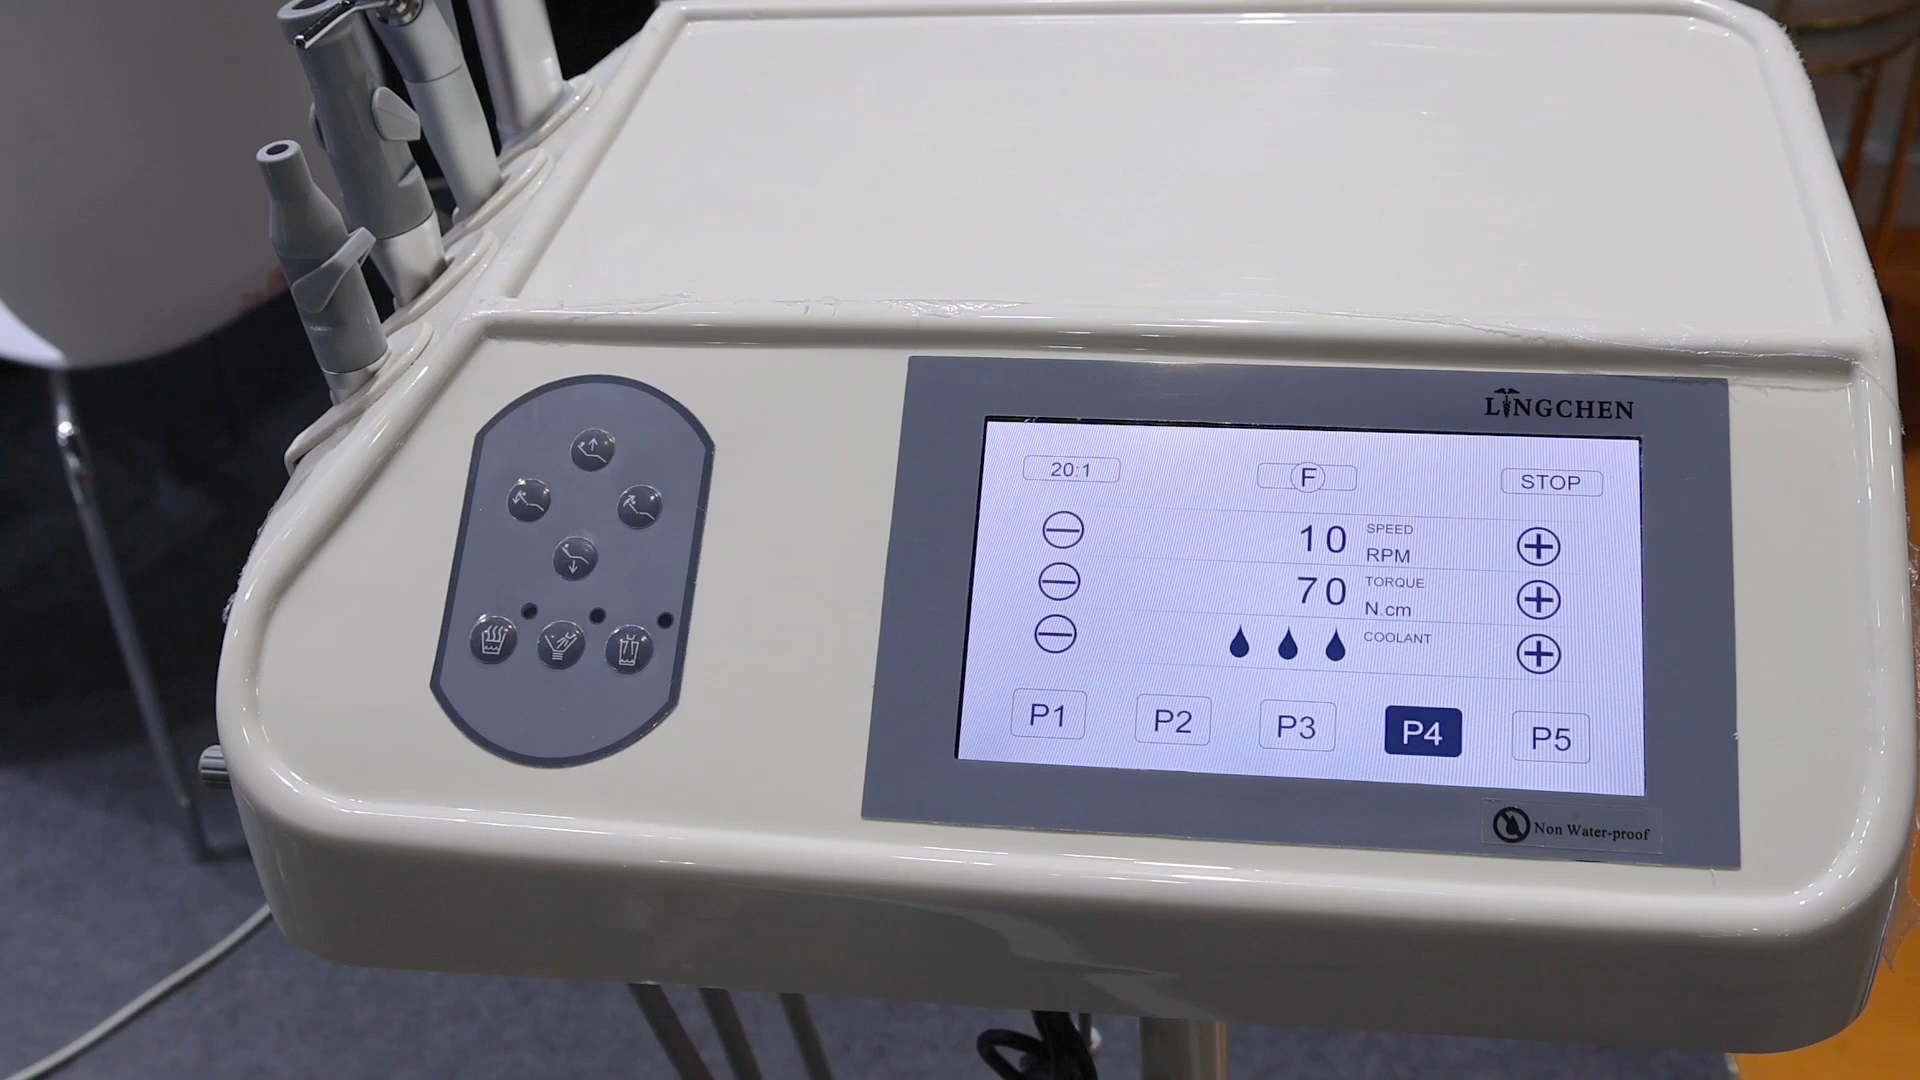 LINGCHEN
20:1
F
STOP
10 SPEED RPM
70 TORQUE N.cm
COOLANT
P1 P2 P3 P4 P5
Non Water-proof